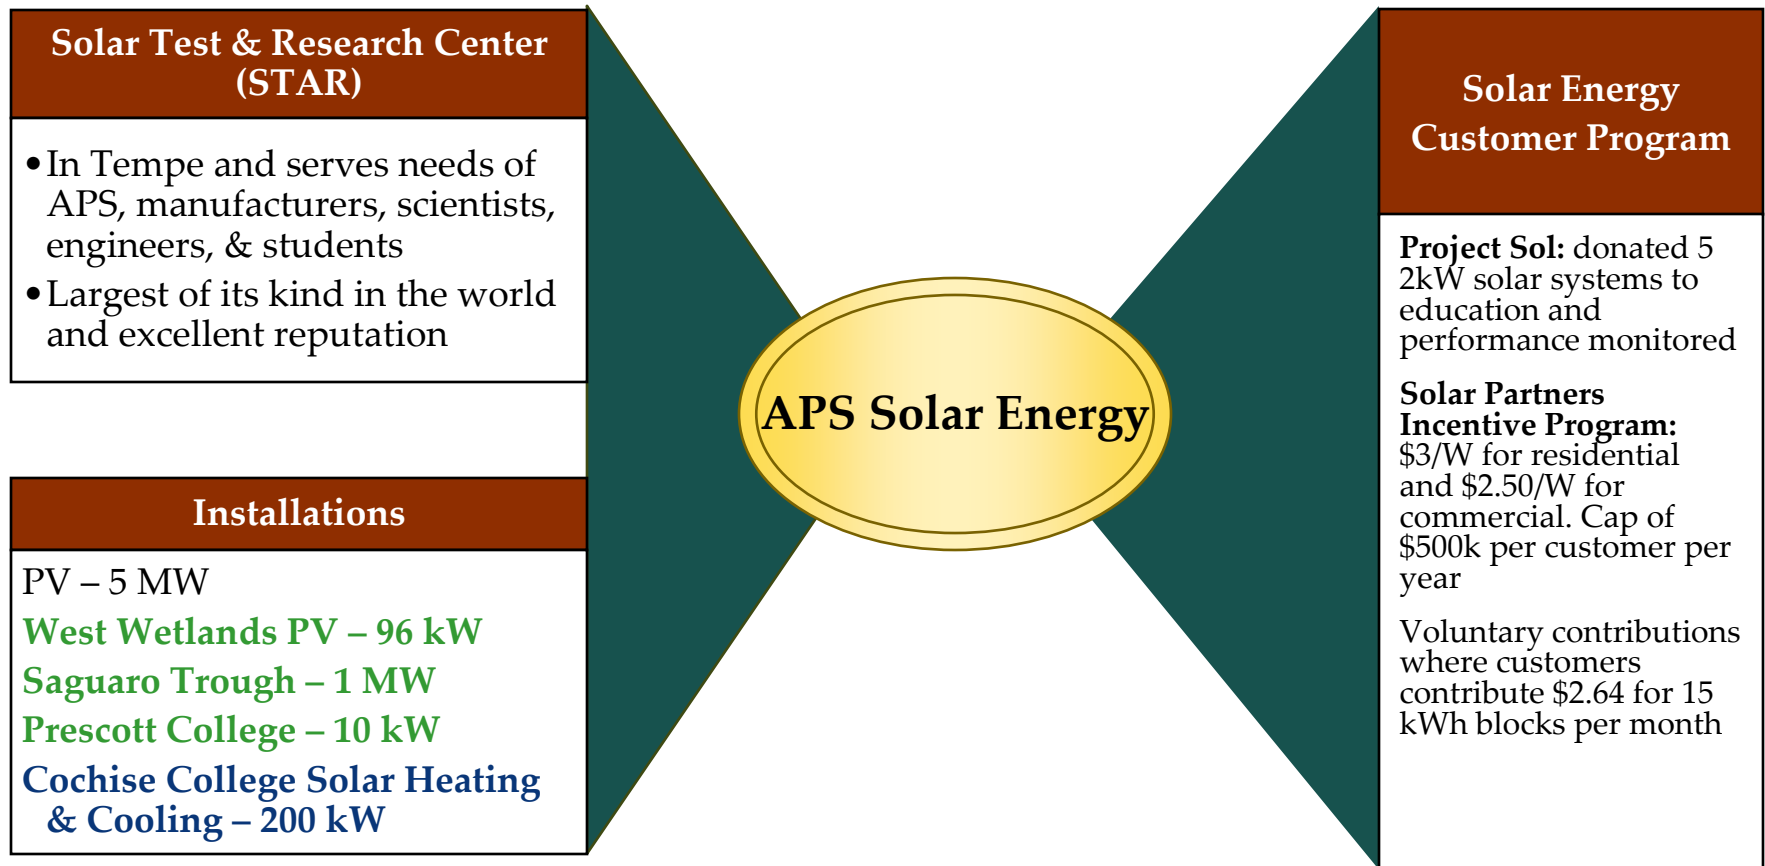 Solar Test & Research Center
(STAR)
•In Tempe and serves needs of
APS, manufacturers, scientists,
engineers, & students
•Largest of its kind in the world
and excellent reputation
Installations
PV – 5 MW
West Wetlands PV – 96 kW
Saguaro Trough – 1 MW
Prescott College – 10 kW
Cochise College Solar Heating
& Cooling – 200 kW
APS Solar Energy
Solar Energy
Customer Program
Project Sol: donated 5
2kW solar systems to
education and
performance monitored
Solar Partners
Incentive Program:
$3/W for residential
and $2.50/W for
commercial. Cap of
$500k per customer per
year
Voluntary contributions
where customers
contribute $2.64 for 15
kWh blocks per month